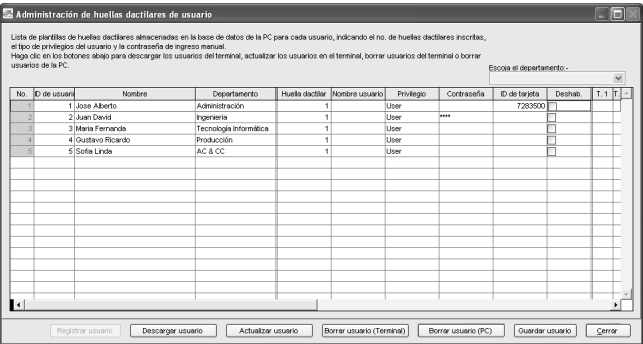 Administración de huellas dactilares de usuario
Lista de plantillas de huellas dactilares almacenadas en la base de datos de la PC para cada usuario, indicando el no. de huellas dactilares inscritas,
el tipo de privilegios del usuario y la contraseña de ingreso manual.
Haga clic en los botones abajo para descargar los usuarios del terminal, actualizar los usuarios en el terminal, borrar usuarios del terminal o borrar
usuarios de la PC.
Escoja el departamento:-
No. ID de usuari Nombre Departamento Huella dactilar Nombre usuario Privilegio Contraseña ID de tarjeta Deshab. T. 1 T.
1 1 Jose Alberto Administración 1 User 7283500
2 2 Juan David Ingenieria 1 User ****
3 3 Maria Fernanda Tecnología Informática 1 User
4 4 Gustavo Ricardo Producción 1 User
5 5 Sofia Linda AC & CC 1 User
Registrar usuario Descargar usuario Actualizar usuario Borrar usuario (Terminal) Borrar usuario (PC) Guardar usuario Cerrar